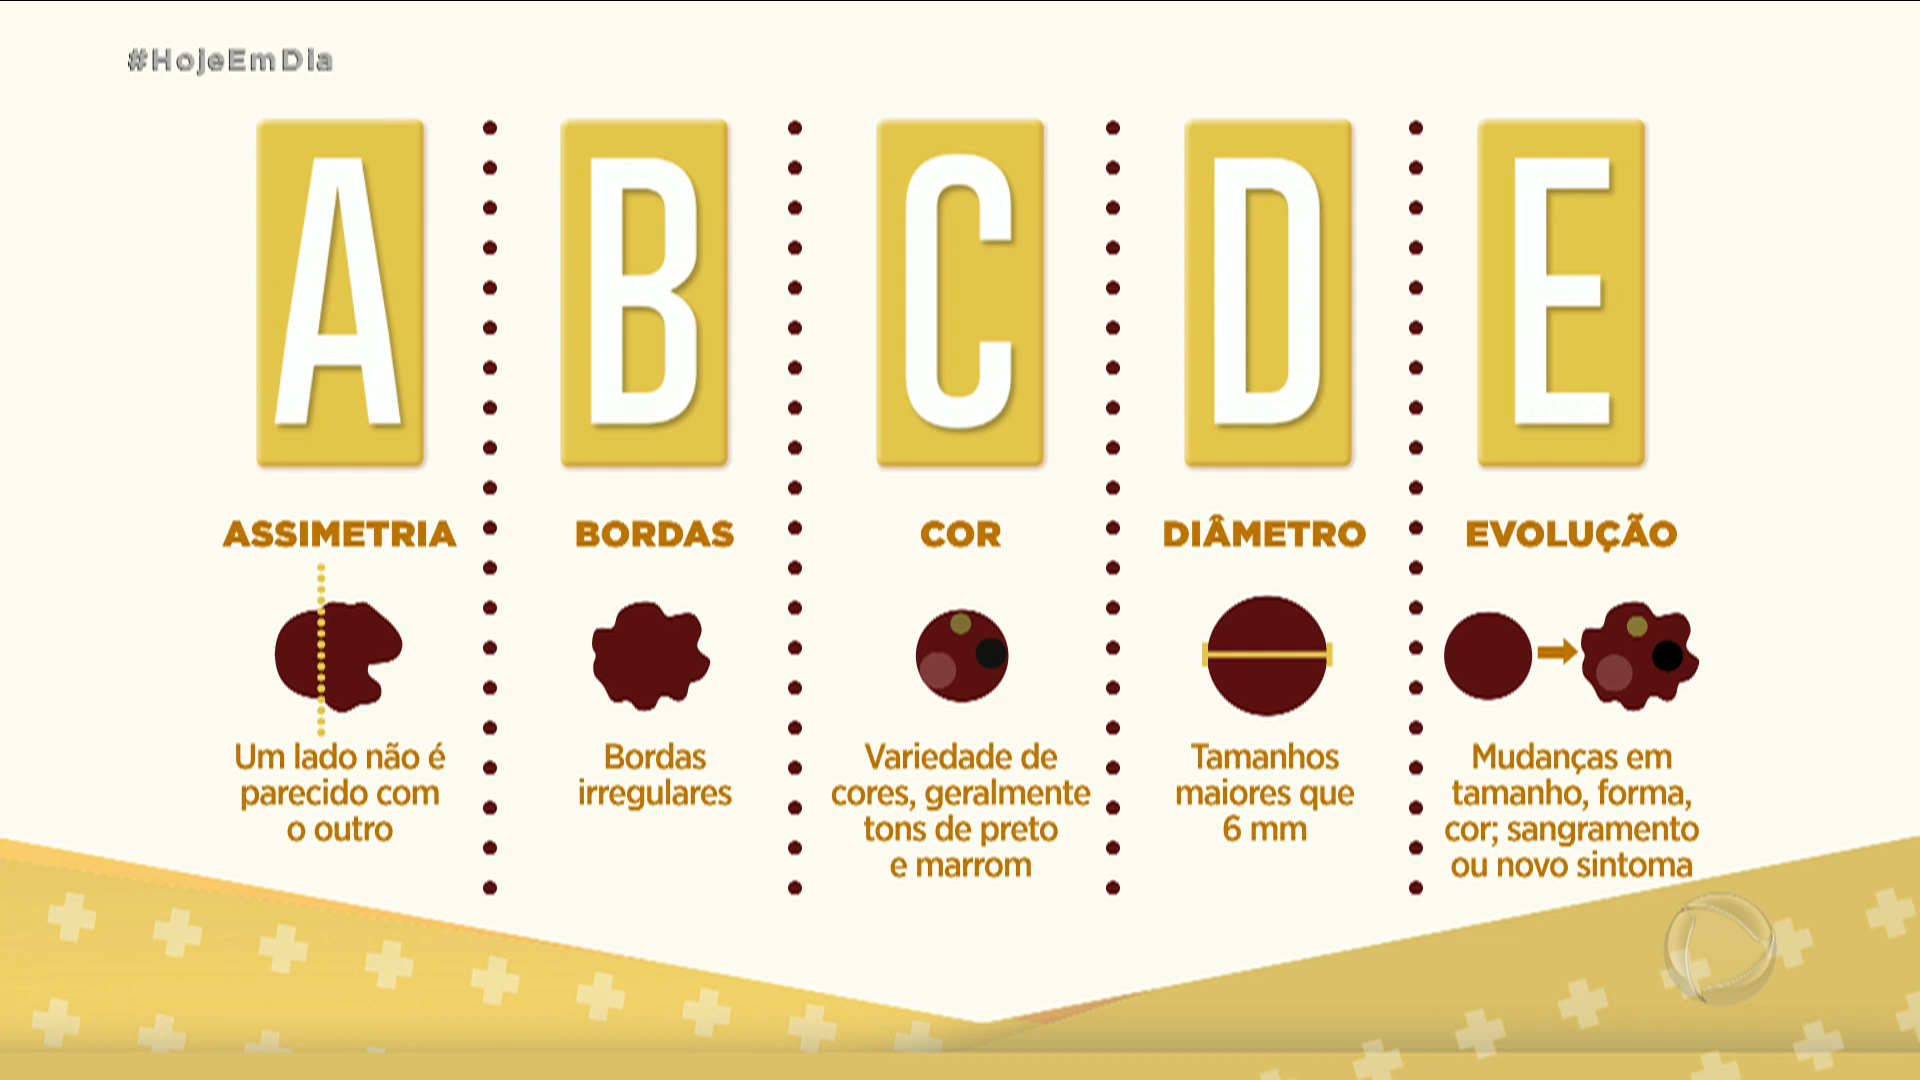 #HojeEmDia
A
B
C
D
E
ASSIMETRIA
BORDAS
COR
DIÂMETRO
EVOLUÇÃO
Um lado não é
parecido com
o outro
Bordas
irregulares
Variedade de
cores, geralmente
tons de preto
e marrom
Tamanhos
maiores que
6 mm
Mudanças em
tamanho, forma,
cor; sangramento
ou novo sintoma